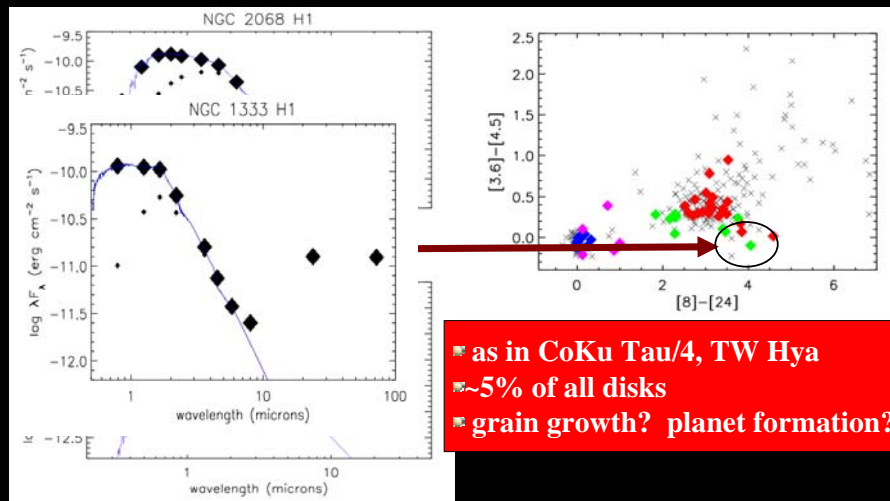 NGC 2068 H1
-9.5
-10.0
-10.5
n⁻² s⁻¹)
NGC 1333 H1
-9.5
-10.0
-10.5
-11.0
-11.5
-12.0
log λFλ (erg cm⁻² s⁻¹)
1 10 100
wavelength (microns)
-12.5
1 10
wavelength (microns)
2.5
2.0
1.5
1.0
0.5
0.0
[3.6]-[4.5]
0 2 4 6
[8]-[24]
as in CoKu Tau/4, TW Hya
~5% of all disks
grain growth? planet formation?